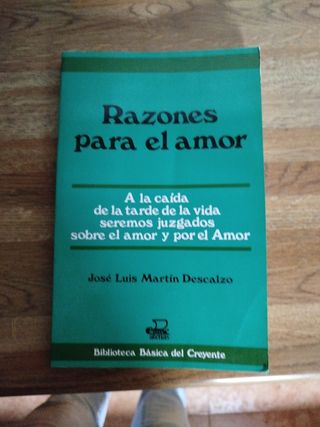 Razones
para el amor
A la caída
de la tarde de la vida
seremos juzgados
sobre el amor y por el Amor
José Luis Martín Descalzo
Biblioteca Básica del Creyente